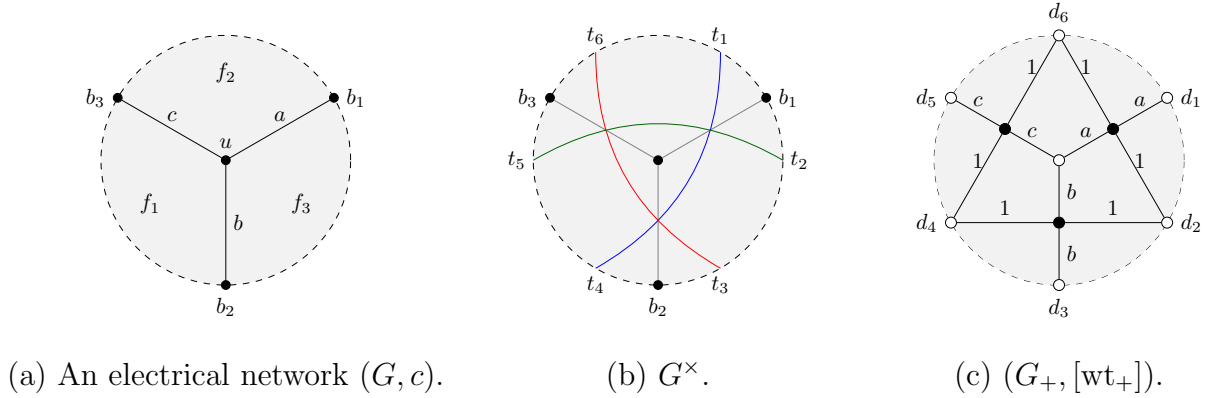 f₂
b₃
b₁
c
a
u
f₁
b
f₃
b₂
(a) An electrical network (G, c).
t₆
t₁
b₃
b₁
t₅
t₂
t₄
t₃
b₂
(b) G^×.
d₆
1
1
d₅
c
a
d₁
c
a
1
1
b
d₄
1
1
d₂
b
d₃
(c) (G₊, [wt₊]).